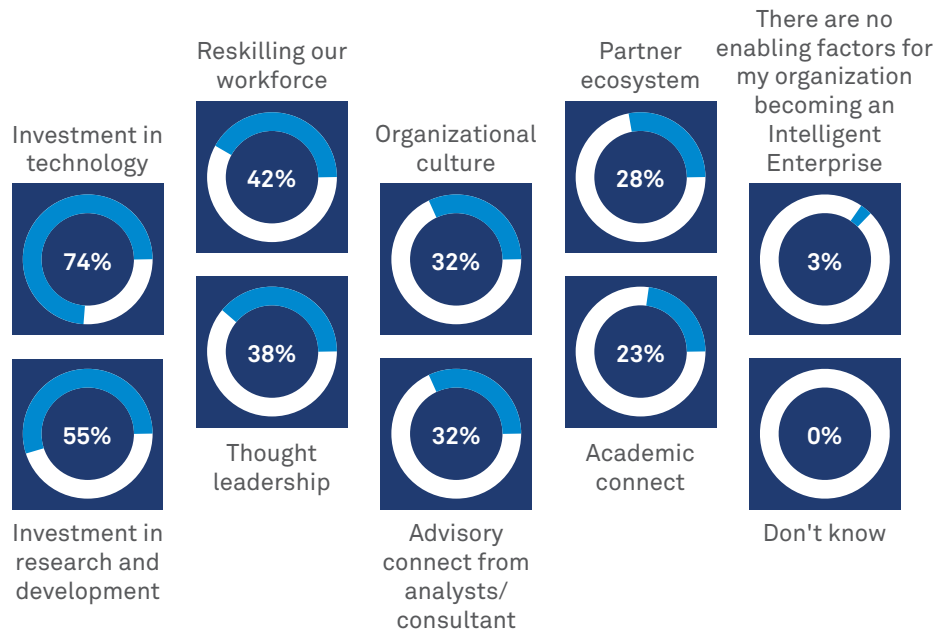 Investment in
technology
74%
55%
Investment in
research and
development
Reskilling our
workforce
42%
38%
Thought
leadership
Organizational
culture
32%
32%
Advisory
connect from
analysts/
consultant
Partner
ecosystem
28%
23%
Academic
connect
There are no
enabling factors for
my organization
becoming an
Intelligent
Enterprise
3%
0%
Don't know